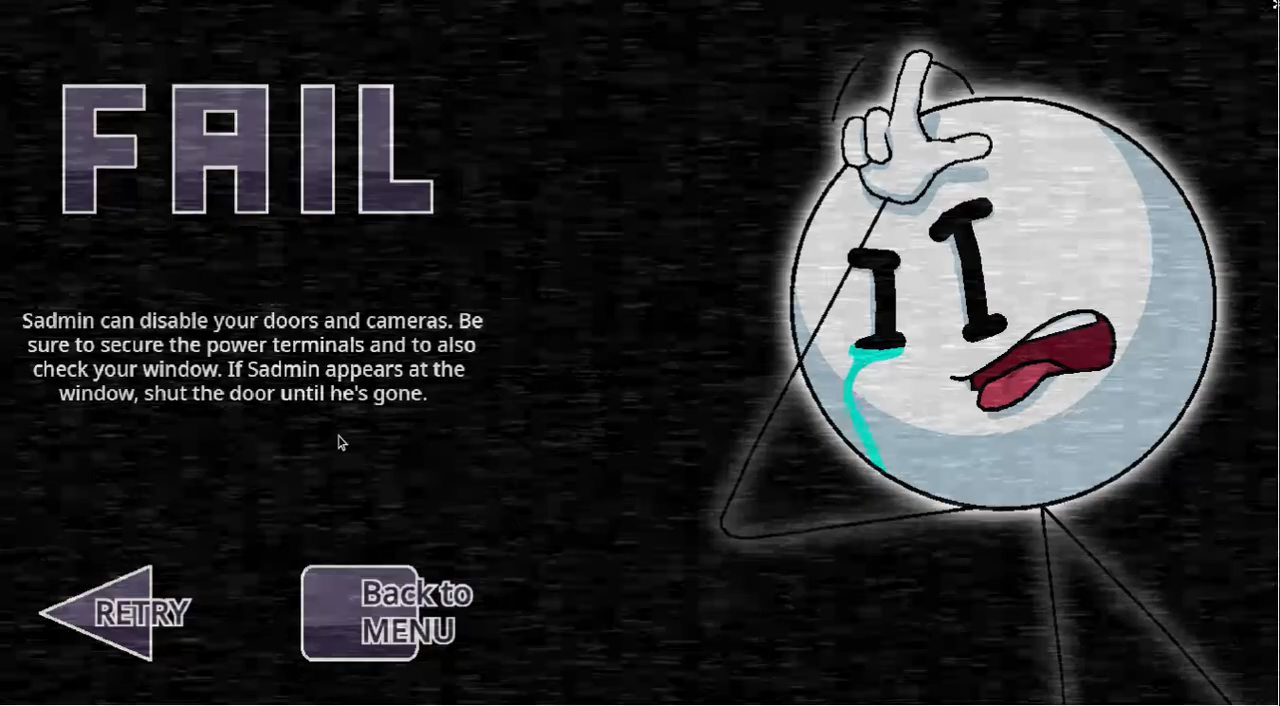 FAIL
Sadmin can disable your doors and cameras. Be
sure to secure the power terminals and to also
check your window. If Sadmin appears at the
window, shut the door until he's gone.
RETRY
Back to
MENU